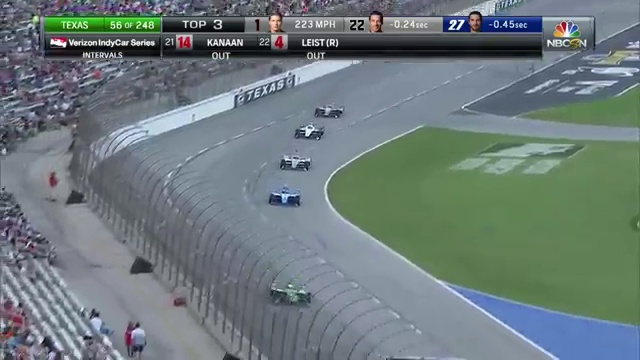 TEXAS 56 OF 248 TOP 3 1 223 MPH 22 -0.24SEC 27 -0.45SEC
Verizon IndyCar Series 21 14 KANAAN 22 4 LEIST (R) NBCSN
INTERVALS OUT OUT
TEXAS